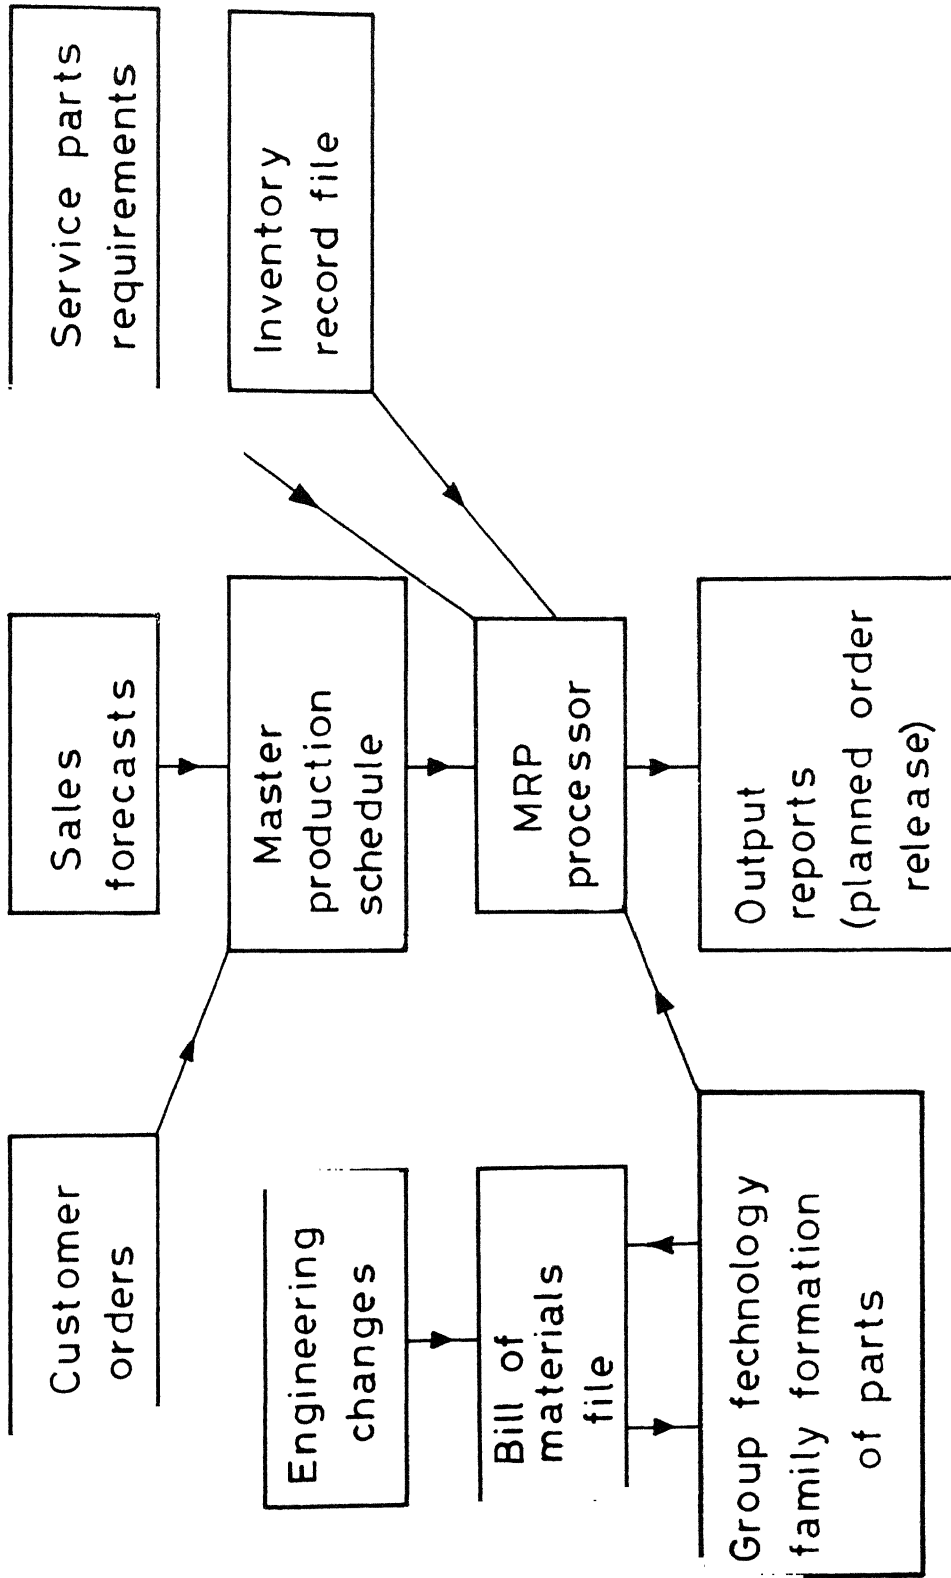 Customer
orders
Sales
forecasts
Service parts
requirements
Engineering
changes
Master
production
schedule
Inventory
record file
Bill of
materials
file
MRP
processor
Group fechnology
family formation
of parts
Output
reports
(planned order
release)